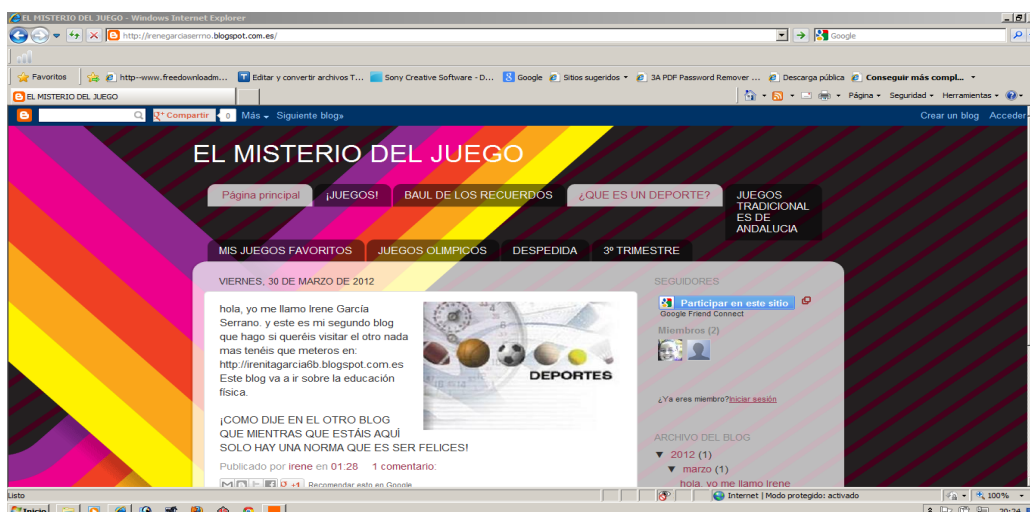 EL MISTERIO DEL JUEGO - Windows Internet Explorer
http://irenegarciaserrno.blogspot.com.es/
Google
Favoritos http--www.freedownloadm... Editar y convertir archivos T... Sony Creative Software - D... Google Sitios sugeridos 3A PDF Password Remover ... Descarga pública Conseguir más compl...
EL MISTERIO DEL JUEGO
Página Seguridad Herramientas
Compartir 0 Más Siguiente blog» Crear un blog Acceder
EL MISTERIO DEL JUEGO
Página principal ¡JUEGOS! BAUL DE LOS RECUERDOS ¿QUE ES UN DEPORTE? JUEGOS
TRADICIONAL
ES DE
ANDALUCIA
MIS JUEGOS FAVORITOS JUEGOS OLIMPICOS DESPEDIDA 3º TRIMESTRE
VIERNES, 30 DE MARZO DE 2012
hola, yo me llamo Irene García
Serrano. y este es mi segundo blog
que hago si queréis visitar el otro nada
mas tenéis que meteros en:
http://irenitagarcia6b.blogspot.com.es
Este blog va a ir sobre la educación
física.
DEPORTES
¡COMO DIJE EN EL OTRO BLOG
QUE MIENTRAS QUE ESTÁIS AQUÌ
SOLO HAY UNA NORMA QUE ES SER FELICES!
Publicado por irene en 01:28 1 comentario:
+1 Recomendar esto en Google
SEGUIDORES
Participar en este sitio
Google Friend Connect
Miembros (2)
¿Ya eres miembro?Iniciar sesión
ARCHIVO DEL BLOG
▼ 2012 (1)
▼ marzo (1)
hola, yo me llamo Irene
Listo Internet | Modo protegido: activado 100%
Inicio 20:24